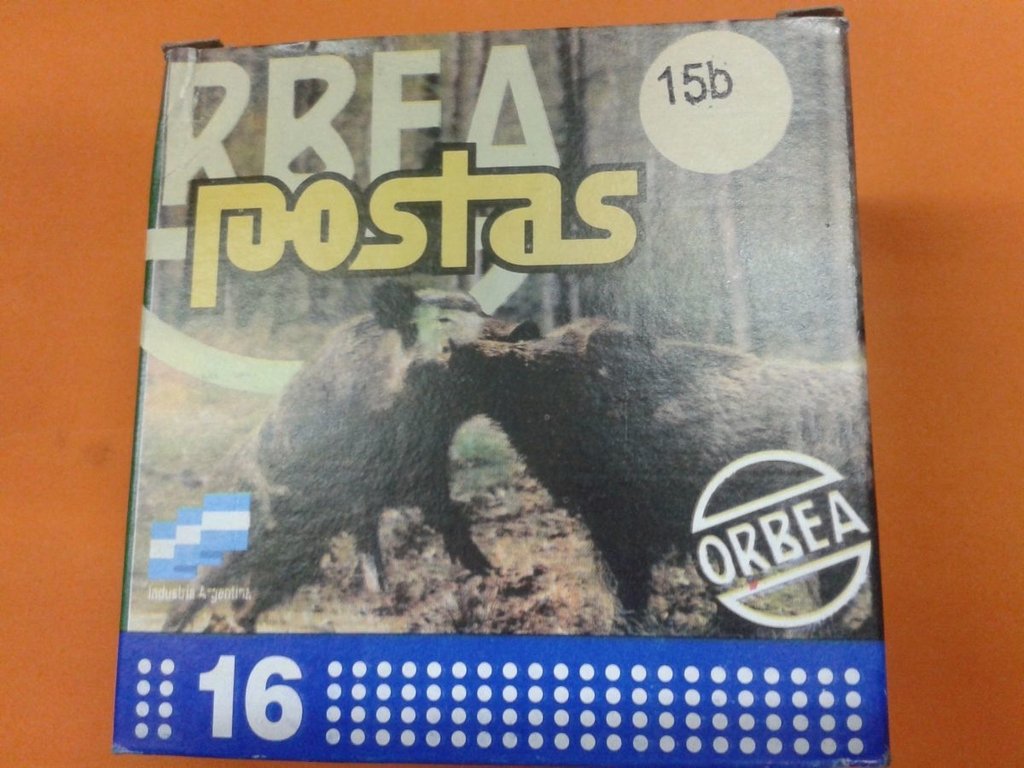 RBEA
15b
postas
ORBEA
Industria Argentina
16